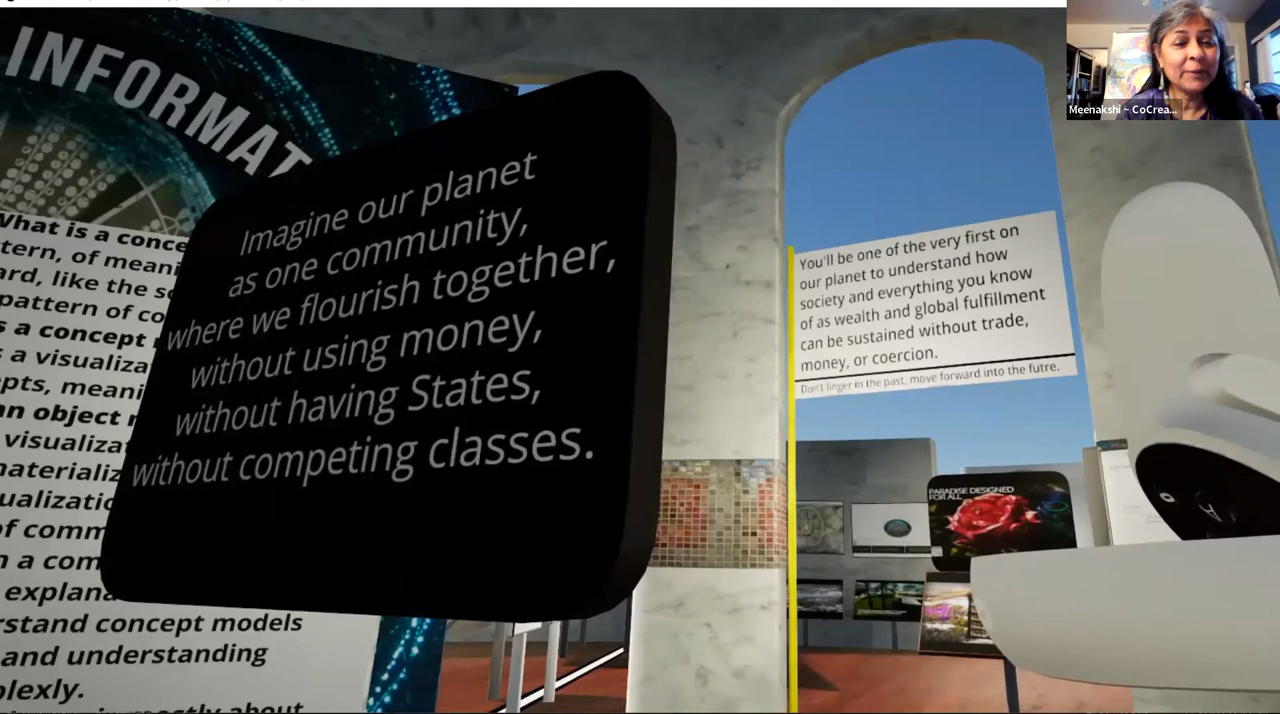 INFORMAT
What is a conce
tern, of meani
ard, like the s
pattern of co
s a concept
s a visualiza
pts, meani
an object
visualizat
materializ
ualizatio
of comm
n a com
explana
rstand concept models
and understanding
plexly.
mostly about
Imagine our planet
as one community,
where we flourish together,
without using money,
without having States,
without competing classes.
You'll be one of the very first on
our planet to understand how
society and everything you know
of as wealth and global fulfillment
can be sustained without trade,
money, or coercion.
Don't linger in the past, move forward into the futre.
PARADISE DESIGNED
FOR ALL
Meenakshi ~ CoCrea...